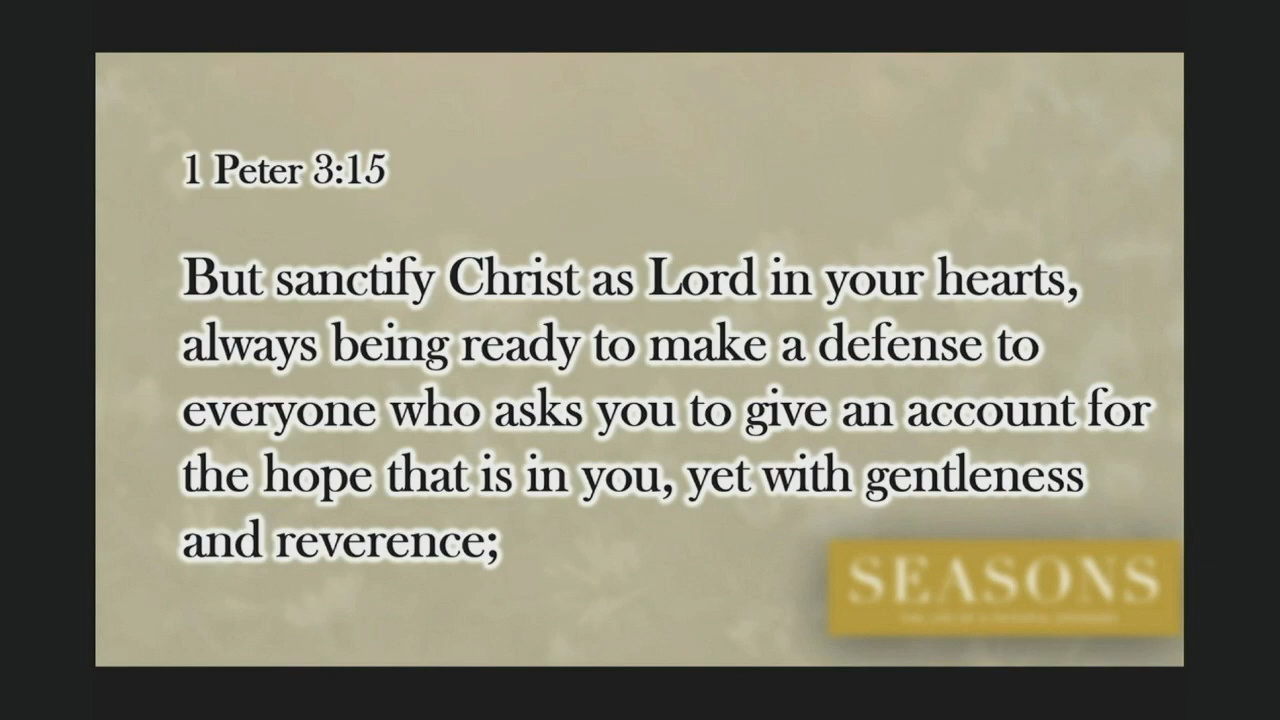 1 Peter 3:15
But sanctify Christ as Lord in your hearts,
always being ready to make a defense to
everyone who asks you to give an account for
the hope that is in you, yet with gentleness
and reverence;
SEASONS